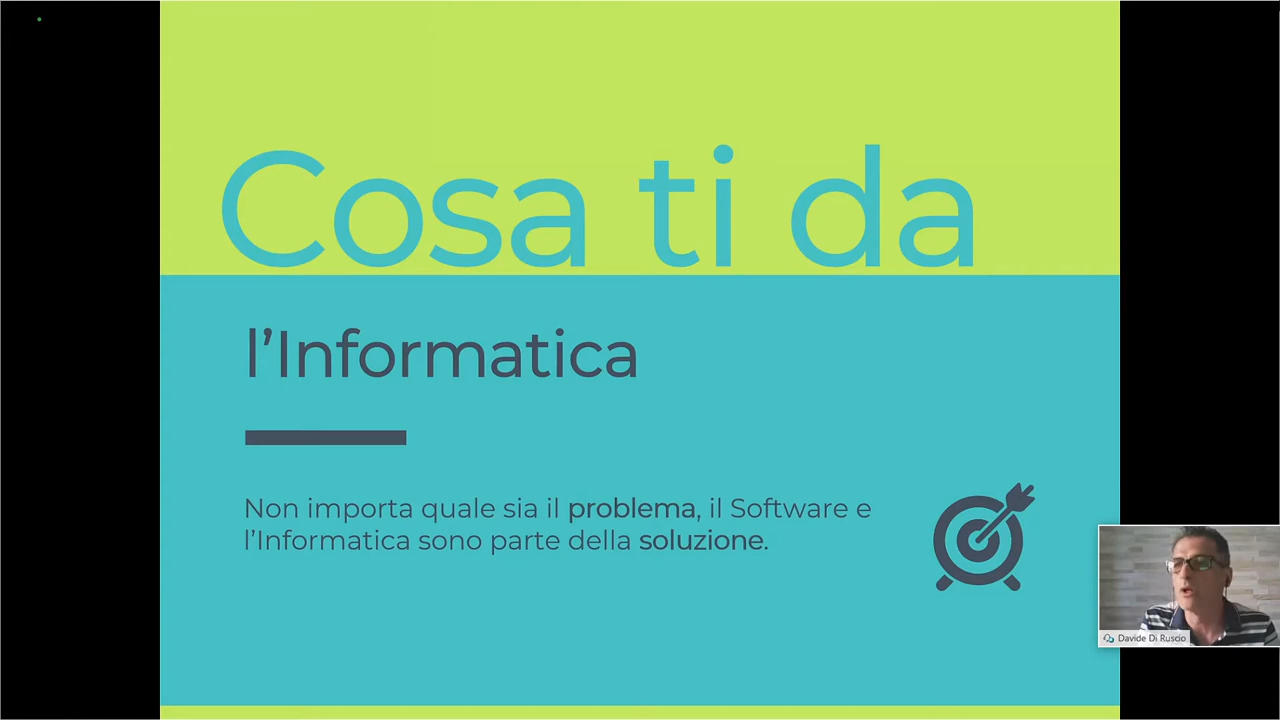 Cosa ti da
l’Informatica
Non importa quale sia il problema, il Software e
l’Informatica sono parte della soluzione.
Davide Di Ruscio